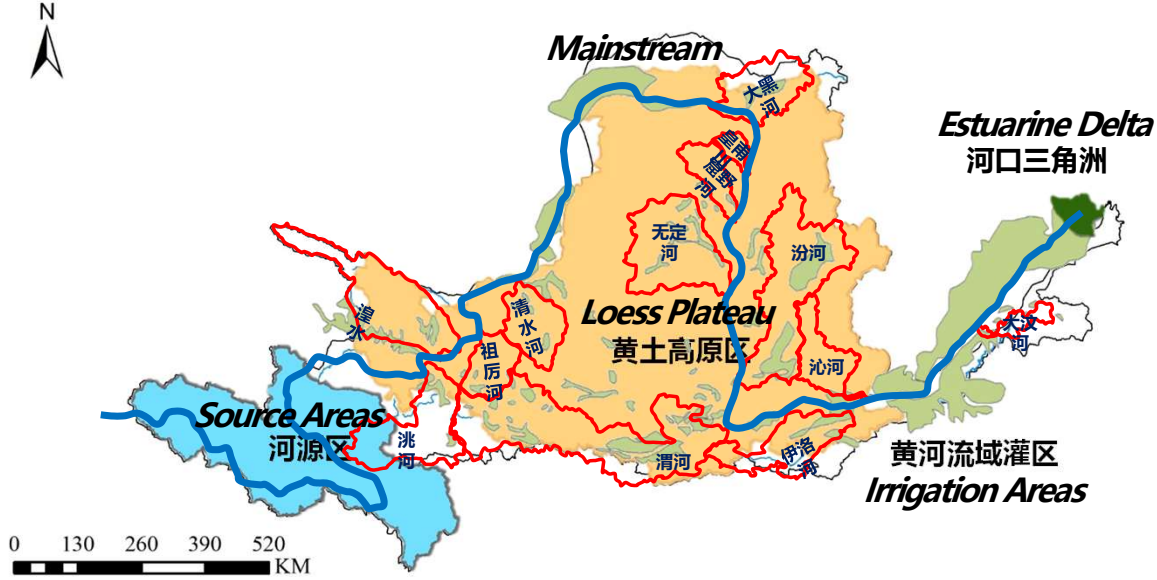 N
Mainstream
大黑
河
Estuarine Delta
河口三角洲
皇甫
川
窟野
河
无定
河
汾河
湟
水
清
水
河
Loess Plateau
黄土高原区
大汶
河
祖
厉
河
沁河
Source Areas
河源区
洮
河
渭河
伊洛
河
黄河流域灌区
Irrigation Areas
0 130 260 390 520
KM